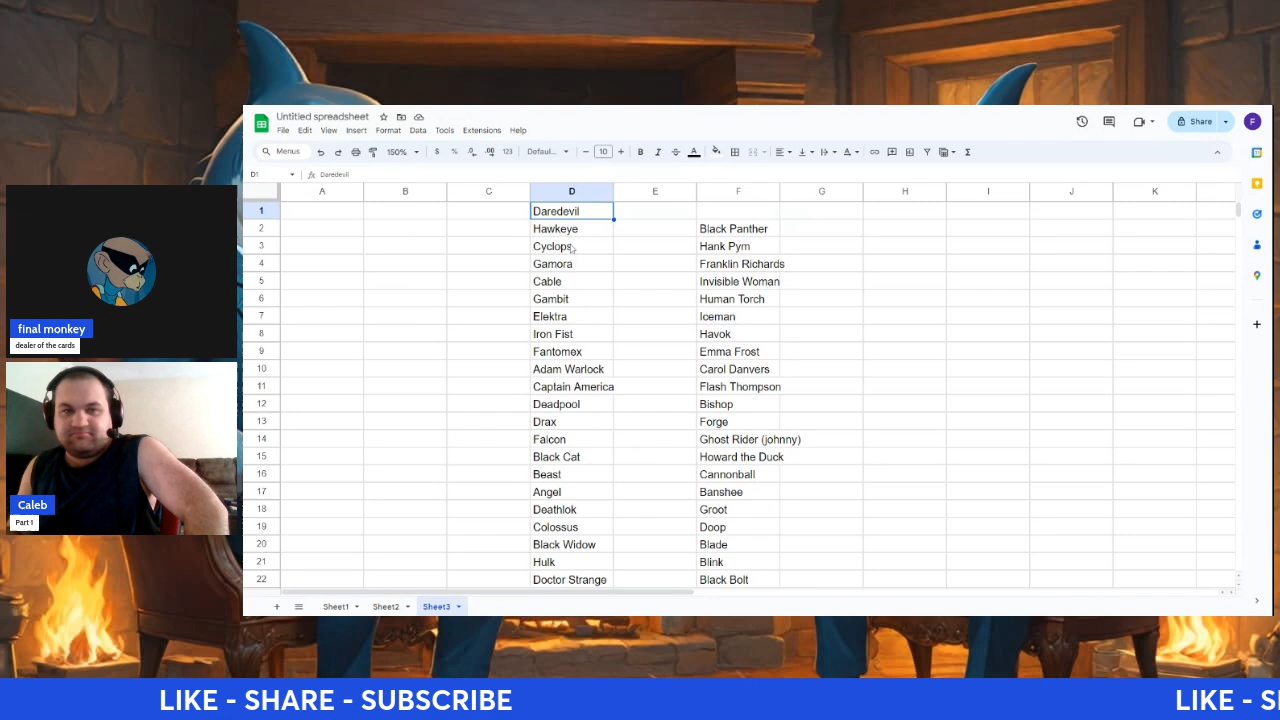 Untitled spreadsheet
File Edit View Insert Format Data Tools Extensions Help
Share
F
Menus 150% $ % .0 .00 123 Defaul... - 10 + B I A
D1 fx Daredevil
A B C D E F G H I J K
1 Daredevil
2 Hawkeye Black Panther
3 Cyclops Hank Pym
4 Gamora Franklin Richards
5 Cable Invisible Woman
6 Gambit Human Torch
7 Elektra Iceman
8 Iron Fist Havok
9 Fantomex Emma Frost
10 Adam Warlock Carol Danvers
11 Captain America Flash Thompson
12 Deadpool Bishop
13 Drax Forge
14 Falcon Ghost Rider (johnny)
15 Black Cat Howard the Duck
16 Beast Cannonball
17 Angel Banshee
18 Deathlok Groot
19 Colossus Doop
20 Black Widow Blade
21 Hulk Blink
22 Doctor Strange Black Bolt
Sheet1 Sheet2 Sheet3
final monkey
dealer of the cards
Caleb
Part 1
LIKE - SHARE - SUBSCRIBE LIKE - S